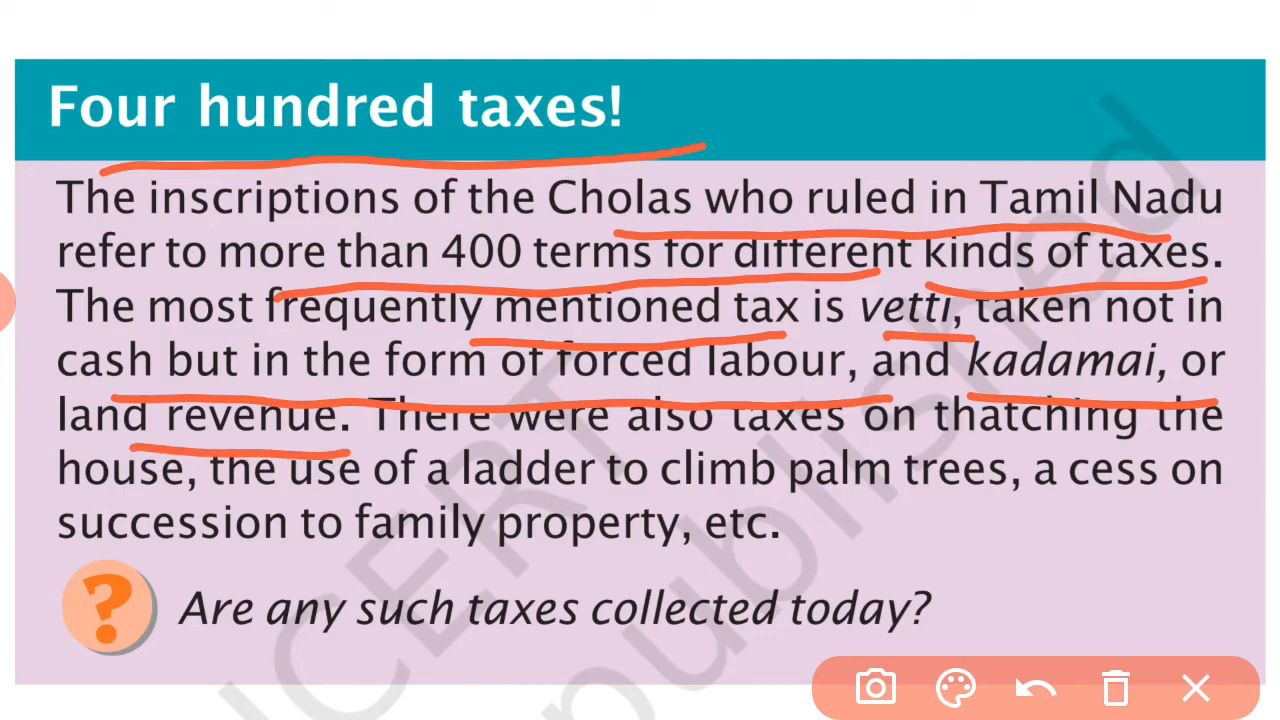 Four hundred taxes!
The inscriptions of the Cholas who ruled in Tamil Nadu
refer to more than 400 terms for different kinds of taxes.
The most frequently mentioned tax is vetti, taken not in
cash but in the form of forced labour, and kadamai, or
land revenue. There were also taxes on thatching the
house, the use of a ladder to climb palm trees, a cess on
succession to family property, etc.
? Are any such taxes collected today?
NCERT
published